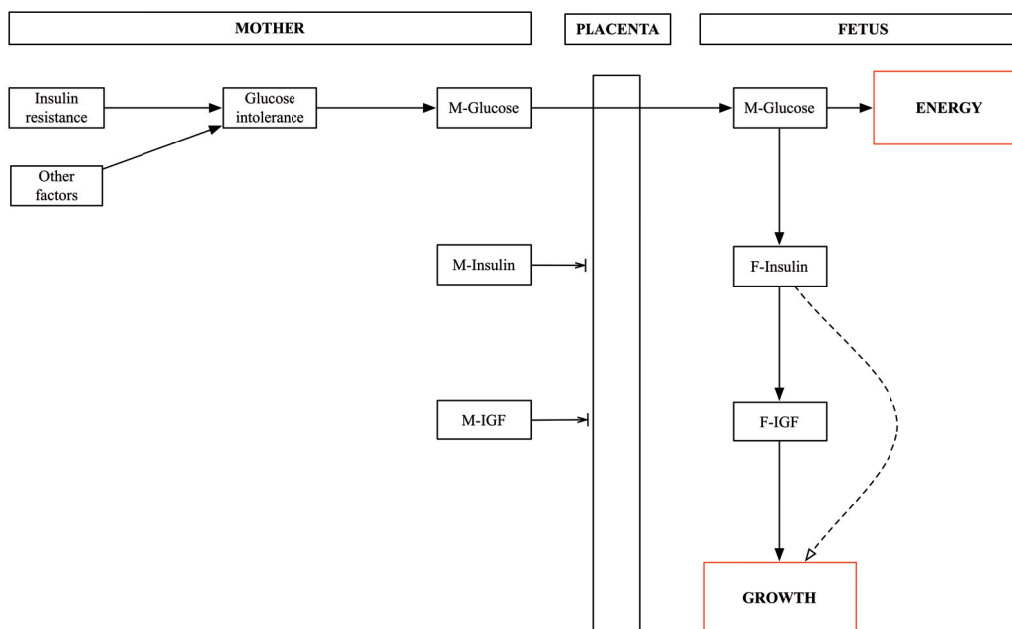 MOTHER
PLACENTA
FETUS
Insulin
resistance
Glucose
intolerance
M-Glucose
M-Glucose
ENERGY
Other
factors
M-Insulin
F-Insulin
M-IGF
F-IGF
GROWTH